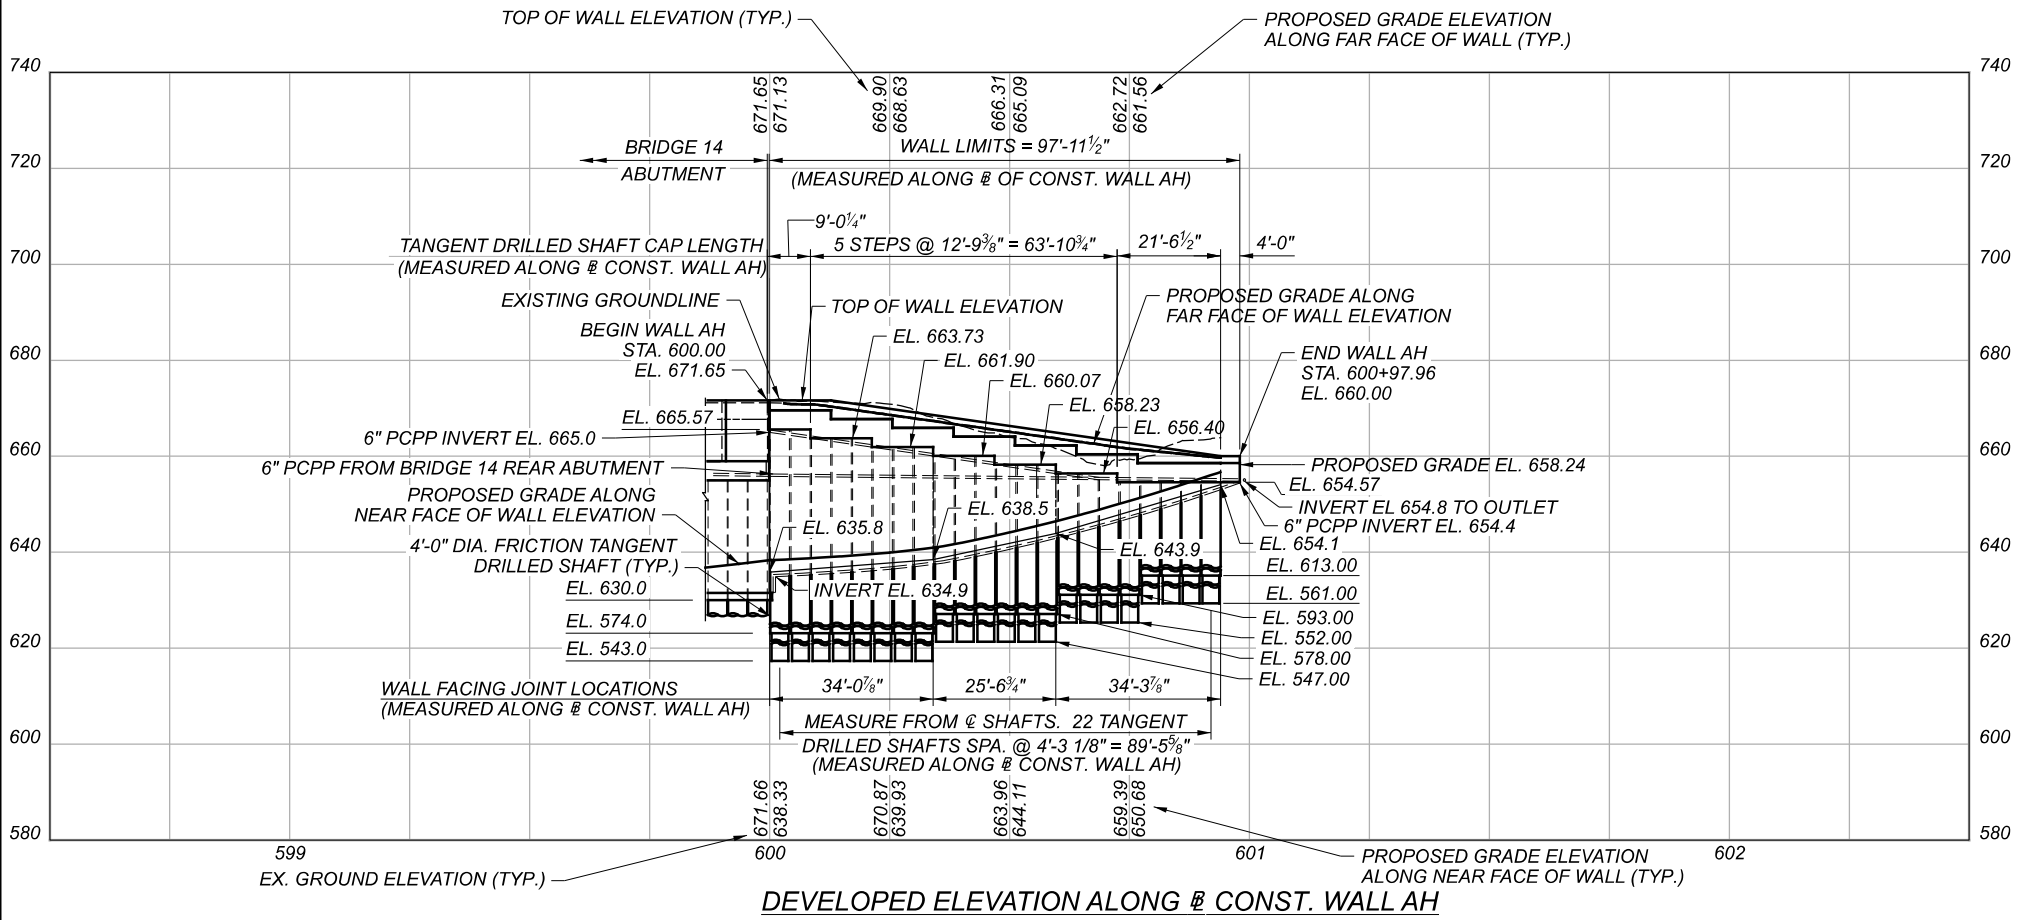 TOP OF WALL ELEVATION (TYP.)
PROPOSED GRADE ELEVATION
ALONG FAR FACE OF WALL (TYP.)
740
740
671.65
671.13
669.90
668.63
666.31
665.09
662.72
661.56
BRIDGE 14
ABUTMENT
WALL LIMITS = 97'-11½"
(MEASURED ALONG ⅊ OF CONST. WALL AH)
720
720
9'-0¼"
TANGENT DRILLED SHAFT CAP LENGTH
(MEASURED ALONG ⅊ CONST. WALL AH)
5 STEPS @ 12'-9⅜" = 63'-10¾"
21'-6½"
4'-0"
700
700
EXISTING GROUNDLINE
TOP OF WALL ELEVATION
PROPOSED GRADE ALONG
FAR FACE OF WALL ELEVATION
BEGIN WALL AH
STA. 600.00
EL. 671.65
EL. 663.73
EL. 661.90
EL. 660.07
EL. 658.23
EL. 656.40
END WALL AH
STA. 600+97.96
EL. 660.00
680
680
EL. 665.57
6" PCPP INVERT EL. 665.0
6" PCPP FROM BRIDGE 14 REAR ABUTMENT
660
660
PROPOSED GRADE EL. 658.24
EL. 654.57
INVERT EL 654.8 TO OUTLET
6" PCPP INVERT EL. 654.4
EL. 654.1
PROPOSED GRADE ALONG
NEAR FACE OF WALL ELEVATION
EL. 635.8
EL. 638.5
EL. 643.9
4'-0" DIA. FRICTION TANGENT
DRILLED SHAFT (TYP.)
640
640
INVERT EL. 634.9
EL. 630.0
EL. 574.0
EL. 543.0
EL. 613.00
EL. 561.00
EL. 593.00
EL. 552.00
EL. 578.00
EL. 547.00
620
620
WALL FACING JOINT LOCATIONS
(MEASURED ALONG ⅊ CONST. WALL AH)
34'-0⅞"
25'-6¾"
34'-3⅞"
MEASURE FROM ℄ SHAFTS. 22 TANGENT
DRILLED SHAFTS SPA. @ 4'-3 1/8" = 89'-5⅝"
(MEASURED ALONG ⅊ CONST. WALL AH)
600
600
671.66
638.33
670.87
639.93
663.96
644.11
659.39
650.68
580
580
599
600
601
602
EX. GROUND ELEVATION (TYP.)
PROPOSED GRADE ELEVATION
ALONG NEAR FACE OF WALL (TYP.)
DEVELOPED ELEVATION ALONG ⅊ CONST. WALL AH